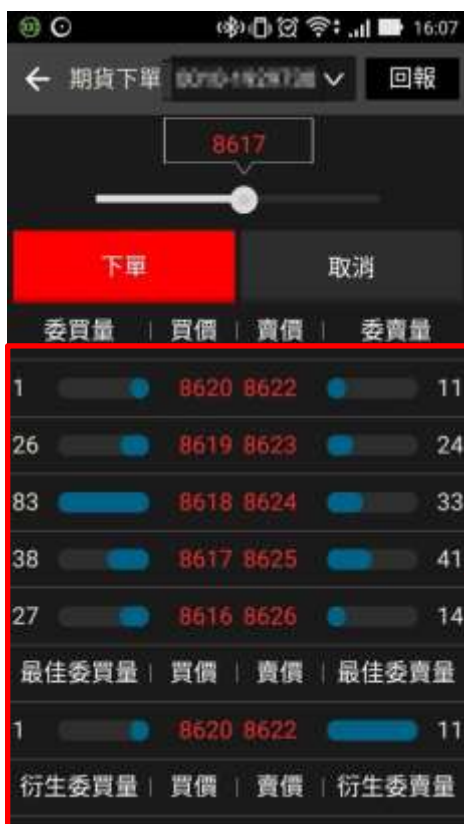 16:07
期貨下單 回報
8617
下單 取消
委買量 | 買價 | 賣價 | 委賣量
1 8620 8622 11
26 8619 8623 24
83 8618 8624 33
38 8617 8625 41
27 8616 8626 14
最佳委買量 | 買價 | 賣價 | 最佳委賣量
1 8620 8622 11
衍生委買量 | 買價 | 賣價 | 衍生委賣量